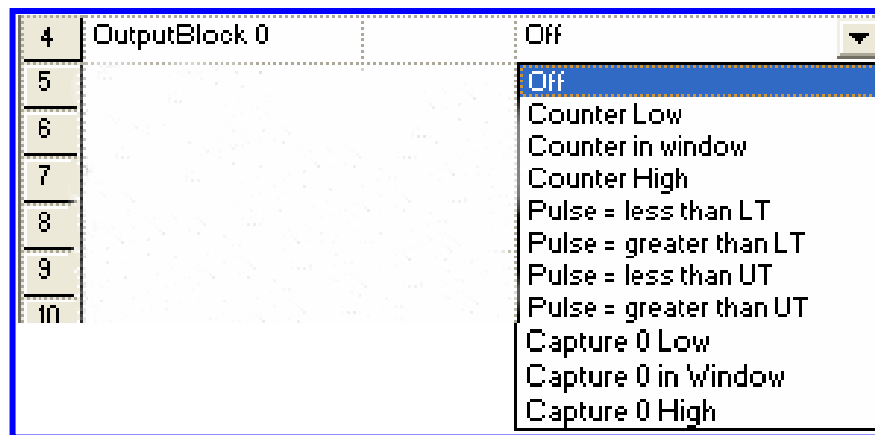 4 OutputBlock 0 Off
5 Off
Counter Low
6 Counter in window
7 Counter High
8 Pulse = less than LT
Pulse = greater than LT
9 Pulse = less than UT
10 Pulse = greater than UT
Capture 0 Low
Capture 0 in Window
Capture 0 High